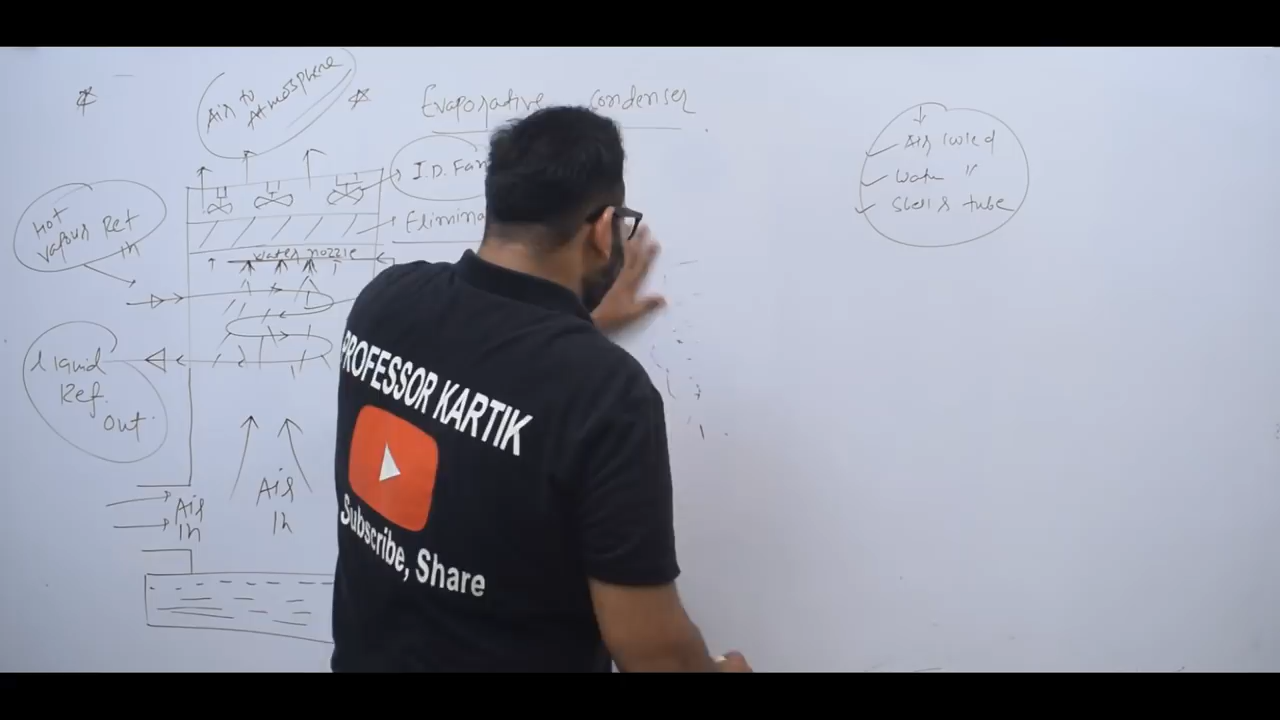 Air to
Atmosphere
Evaporative condenser
I.D. Fan
Elimina
Hot
vapour Ref
in
water nozzle
liquid
Ref.
out.
Air
In
Air
In
Air cooled
Water "
Shell & tube
PROFESSOR KARTIK
Subscribe, Share